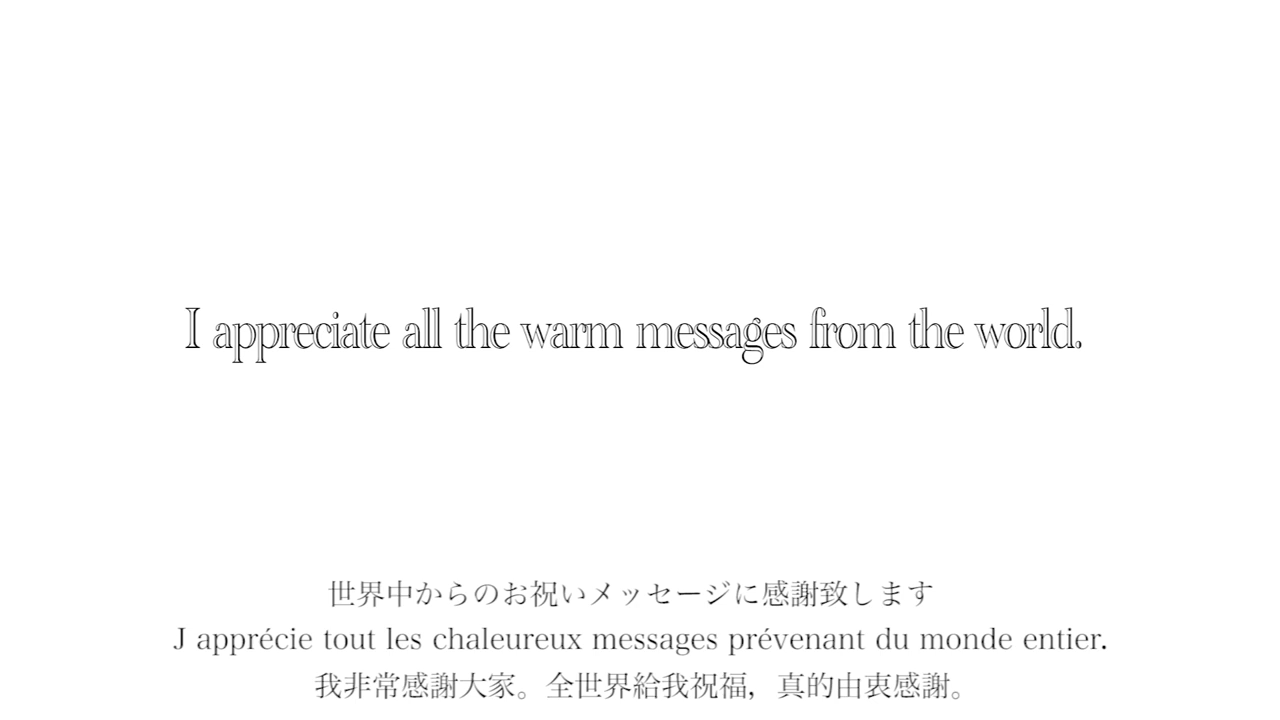 I appreciate all the warm messages from the world.
世界中からのお祝いメッセージに感謝致します
J apprécie tout les chaleureux messages prévenant du monde entier.
我非常感謝大家。全世界給我祝福，真的由衷感謝。